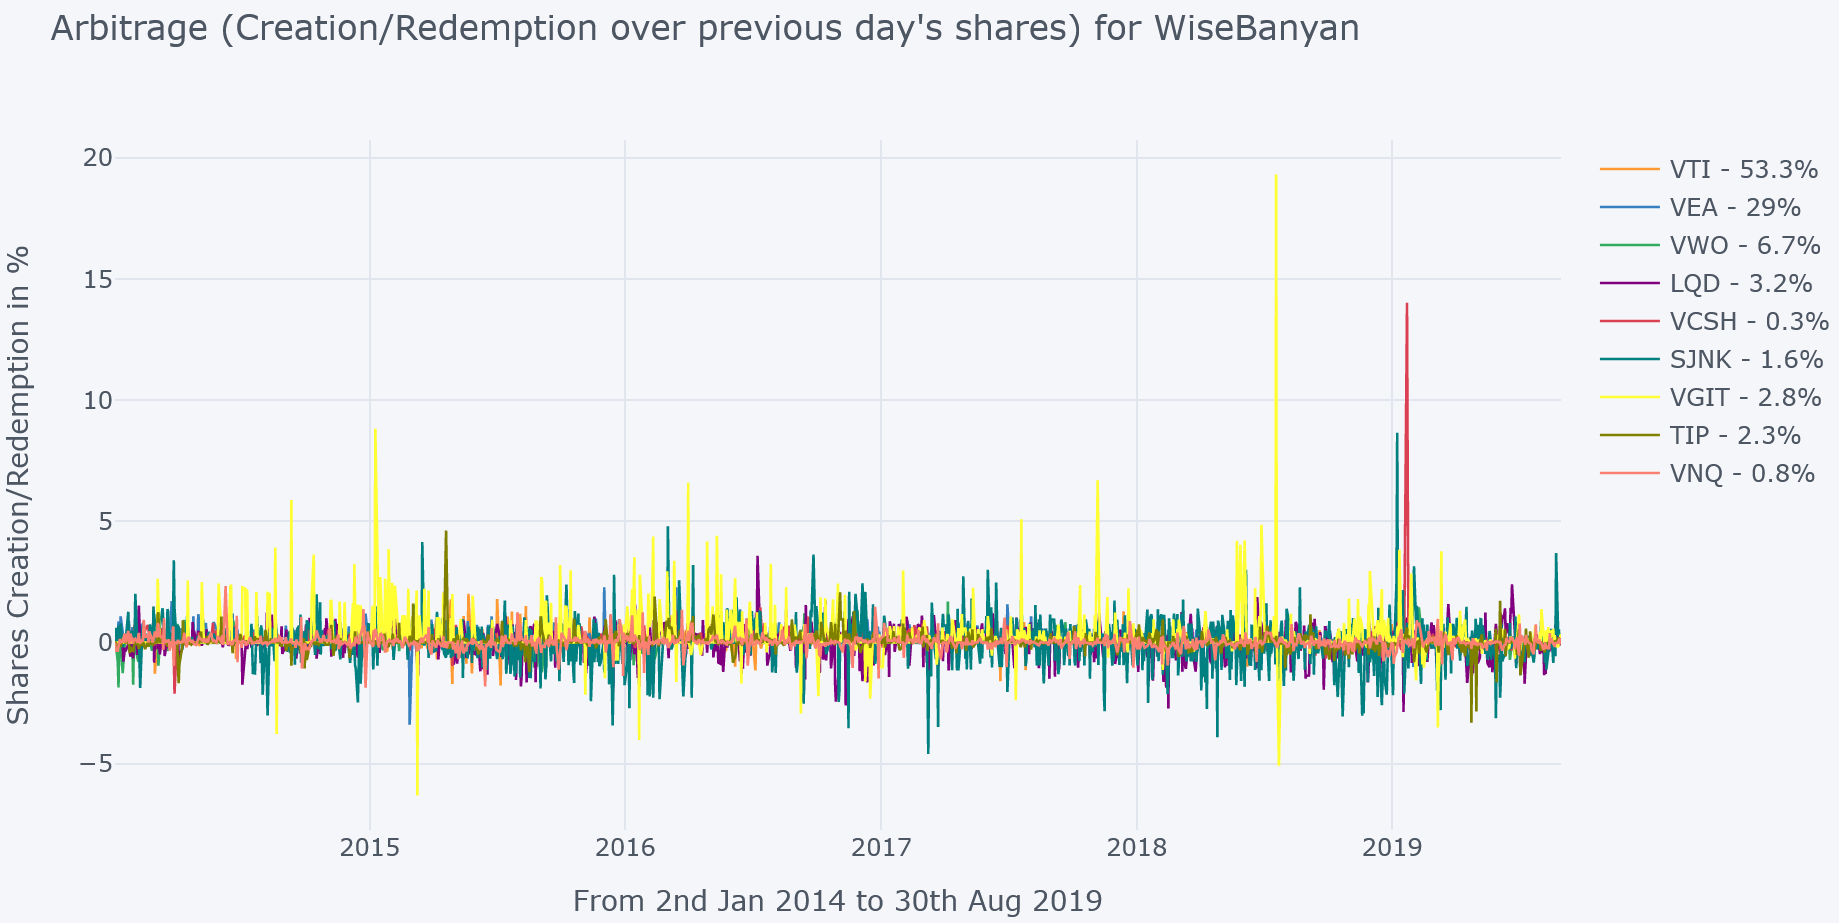 Arbitrage (Creation/Redemption over previous day's shares) for WiseBanyan
Shares Creation/Redemption in %
20
15
10
5
0
−5
2015
2016
2017
2018
2019
From 2nd Jan 2014 to 30th Aug 2019
VTI - 53.3%
VEA - 29%
VWO - 6.7%
LQD - 3.2%
VCSH - 0.3%
SJNK - 1.6%
VGIT - 2.8%
TIP - 2.3%
VNQ - 0.8%